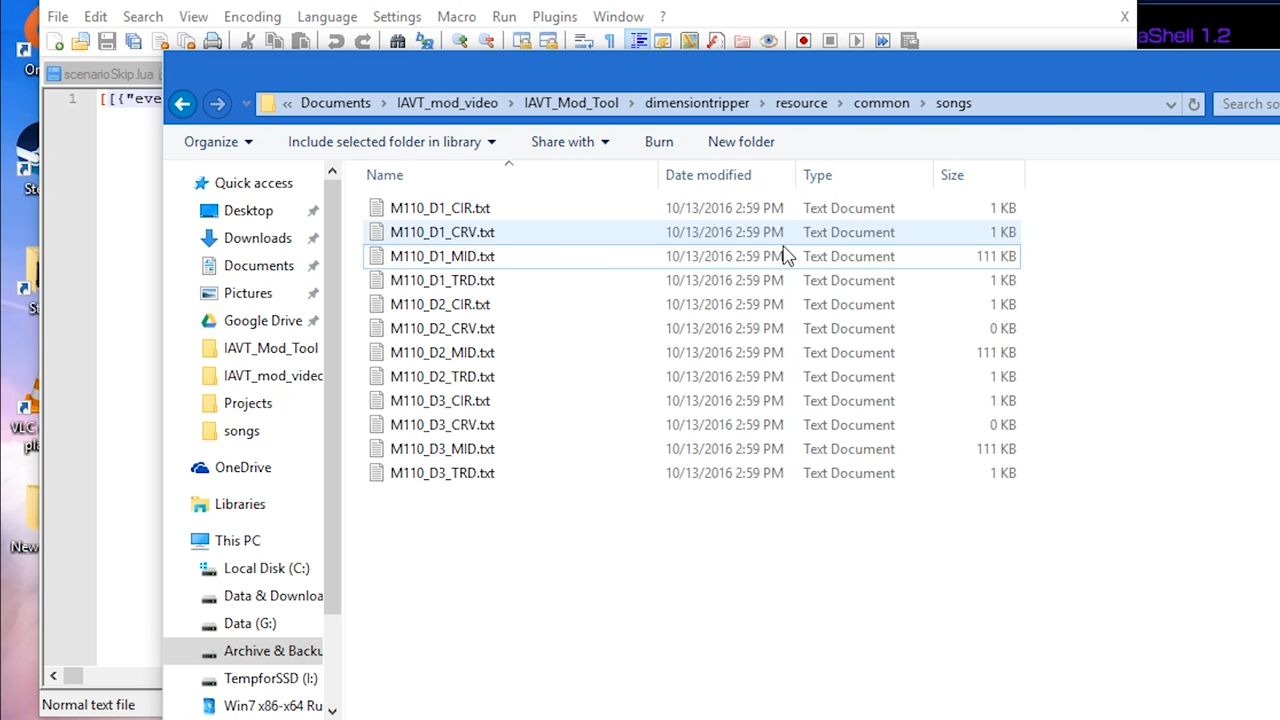 File Edit Search View Encoding Language Settings Macro Run Plugins Window ? X
aShell 1.2
scenarioSkip.lua
1 [[{"eve
« Documents IAVT_mod_video IAVT_Mod_Tool dimensiontripper resource common songs
Search so
Organize Include selected folder in library Share with Burn New folder
Name Date modified Type Size
Quick access
Desktop
Downloads
Documents
Pictures
Google Drive
IAVT_Mod_Tool
IAVT_mod_video
Projects
songs
OneDrive
Libraries
This PC
Local Disk (C:)
Data & Downloa
Data (G:)
Archive & Backu
TempforSSD (I:)
Win7 x86-x64 Ru
M110_D1_CIR.txt 10/13/2016 2:59 PM Text Document 1 KB
M110_D1_CRV.txt 10/13/2016 2:59 PM Text Document 1 KB
M110_D1_MID.txt 10/13/2016 2:59 PM Text Document 111 KB
M110_D1_TRD.txt 10/13/2016 2:59 PM Text Document 1 KB
M110_D2_CIR.txt 10/13/2016 2:59 PM Text Document 1 KB
M110_D2_CRV.txt 10/13/2016 2:59 PM Text Document 0 KB
M110_D2_MID.txt 10/13/2016 2:59 PM Text Document 111 KB
M110_D2_TRD.txt 10/13/2016 2:59 PM Text Document 1 KB
M110_D3_CIR.txt 10/13/2016 2:59 PM Text Document 1 KB
M110_D3_CRV.txt 10/13/2016 2:59 PM Text Document 0 KB
M110_D3_MID.txt 10/13/2016 2:59 PM Text Document 111 KB
M110_D3_TRD.txt 10/13/2016 2:59 PM Text Document 1 KB
Or
Ste
St
VLC
pla
New
Normal text file